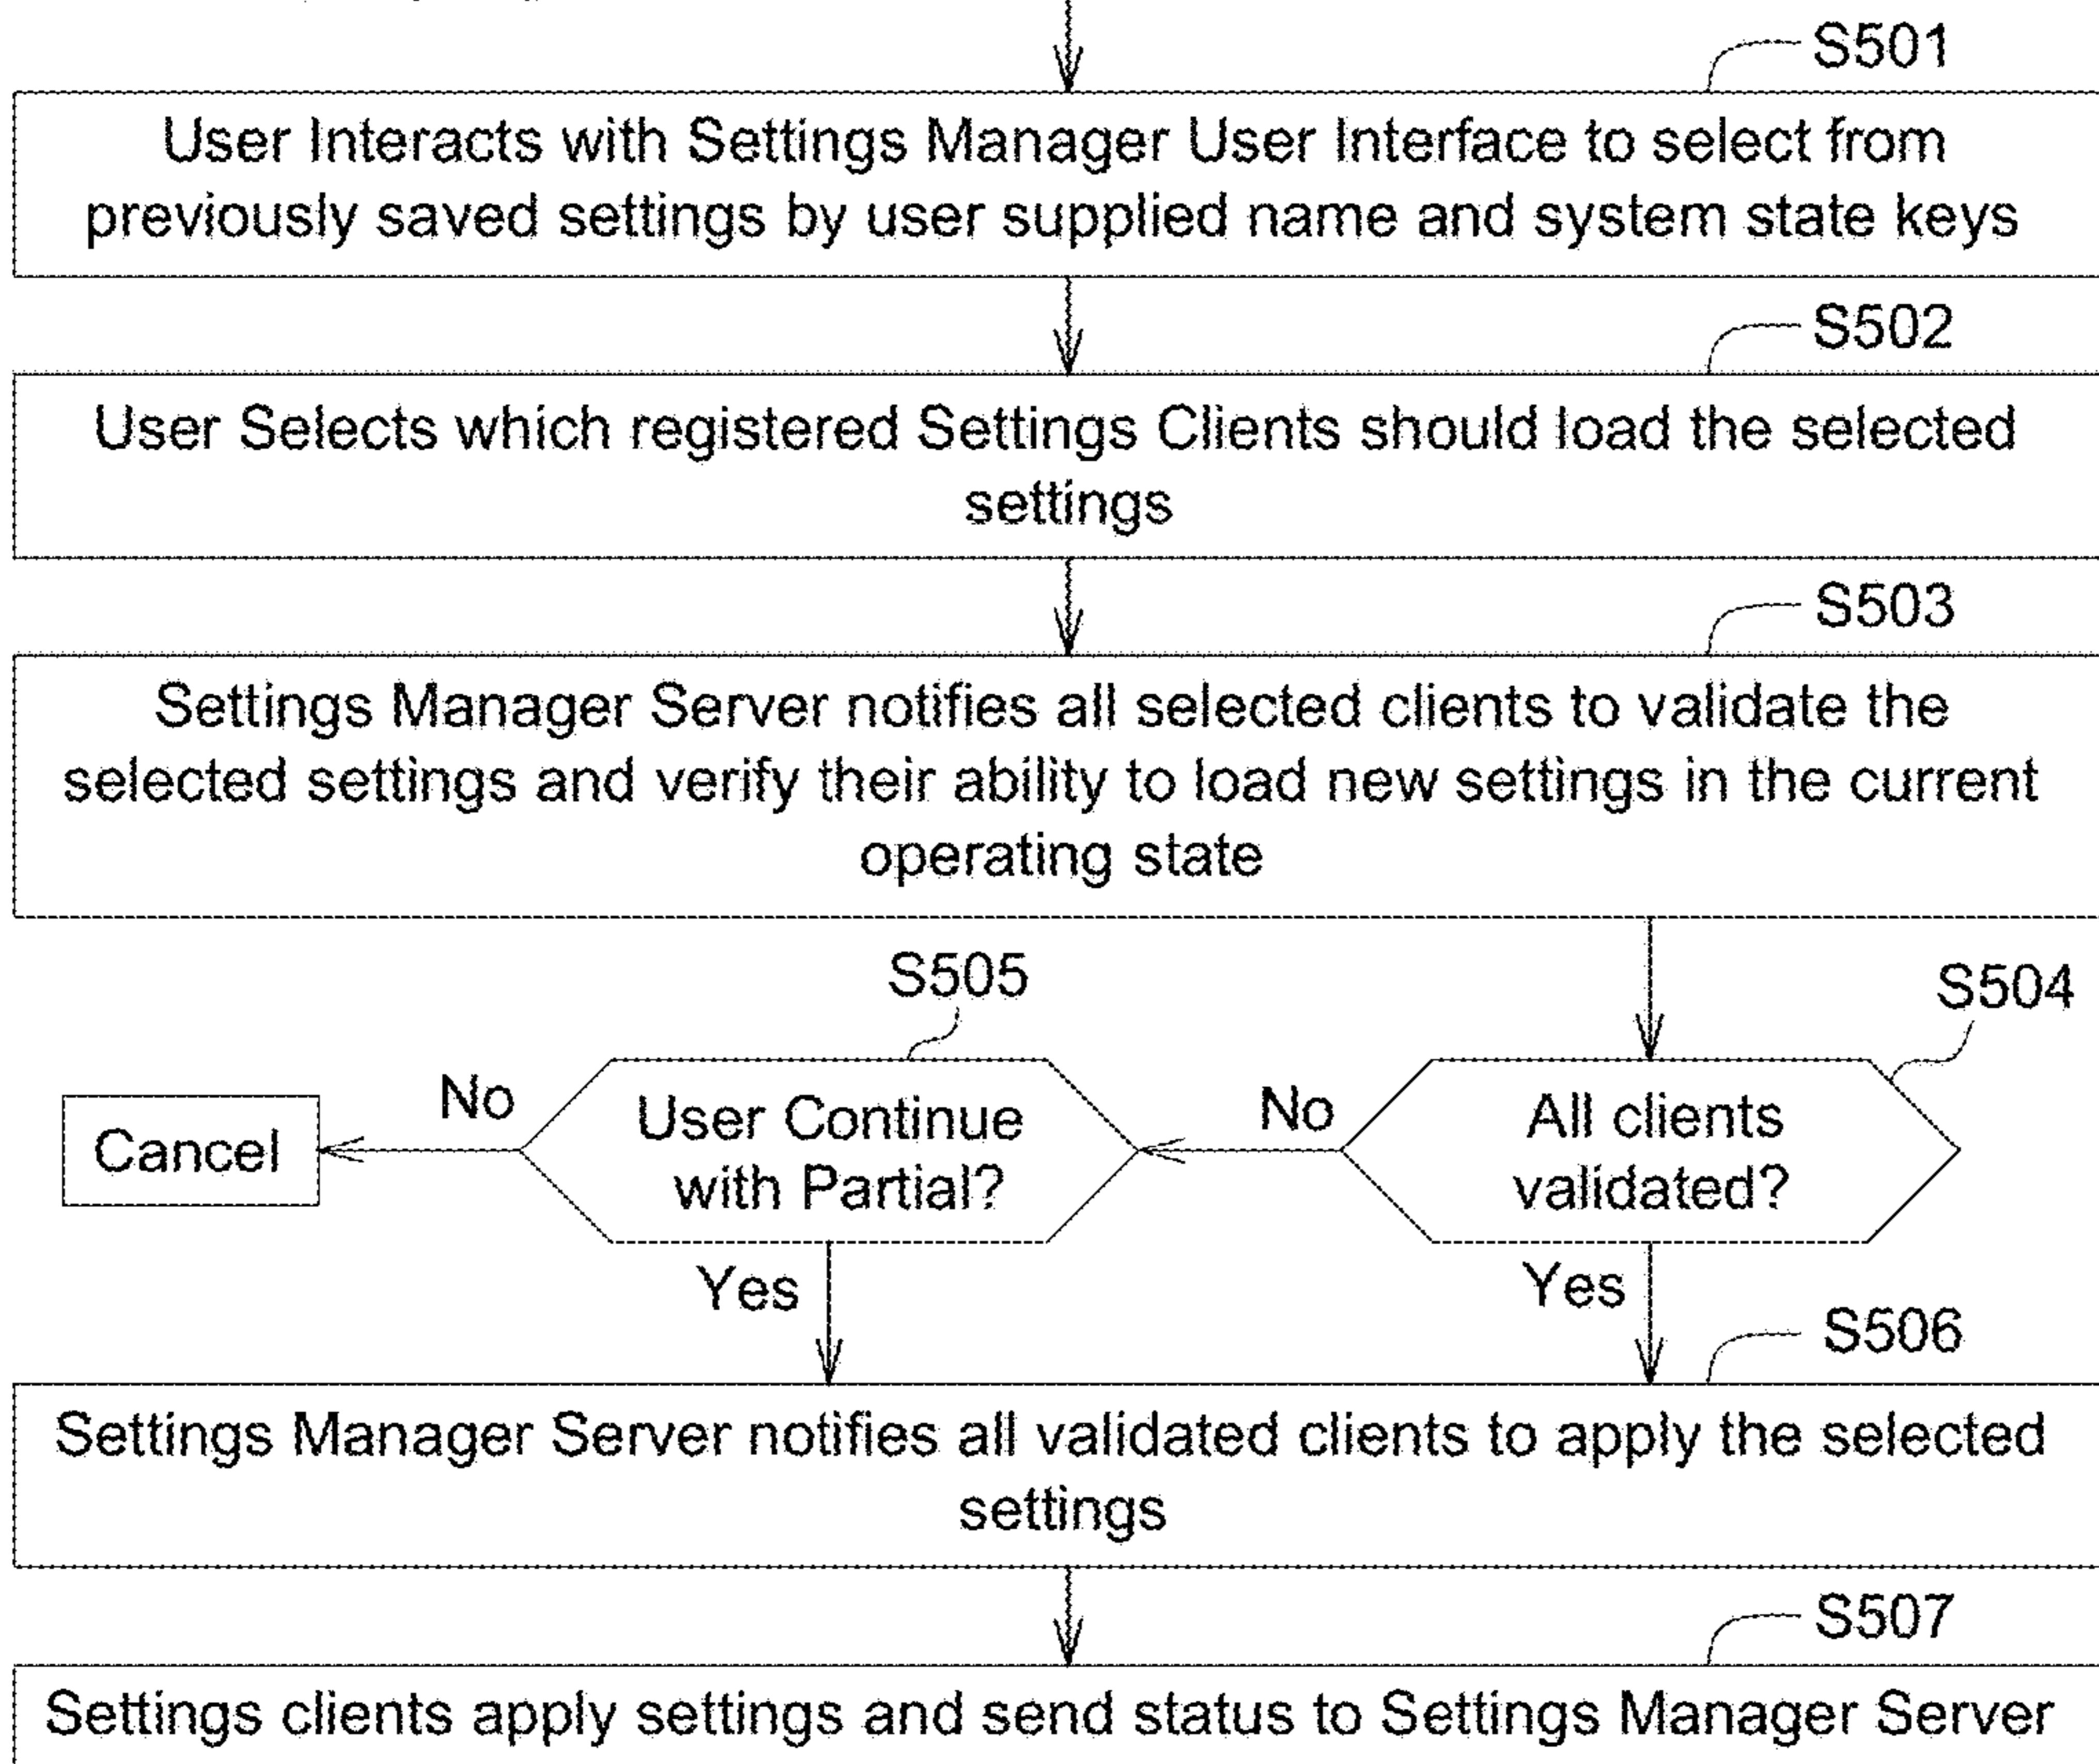 S501
User Interacts with Settings Manager User Interface to select from
previously saved settings by user supplied name and system state keys
S502
User Selects which registered Settings Clients should load the selected
settings
S503
Settings Manager Server notifies all selected clients to validate the
selected settings and verify their ability to load new settings in the current
operating state
S505
S504
Cancel
No
User Continue
with Partial?
No
All clients
validated?
Yes
Yes
S506
Settings Manager Server notifies all validated clients to apply the selected
settings
S507
Settings clients apply settings and send status to Settings Manager Server